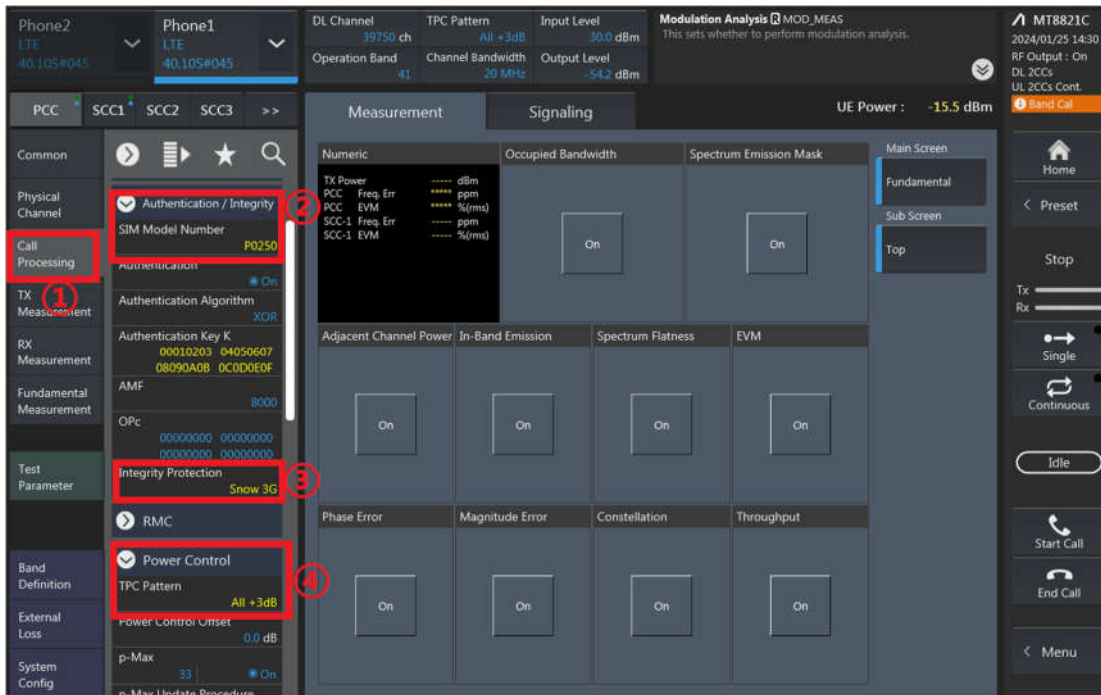 Phone2
LTE
40.10S#045
Phone1
LTE
40.10S#045
DL Channel
39750 ch
TPC Pattern
All +3dB
Input Level
30.0 dBm
Operation Band
41
Channel Bandwidth
20 MHz
Output Level
-54.2 dBm
Modulation Analysis R MOD_MEAS
This sets whether to perform modulation analysis.
MT8821C
2024/01/25 14:30
RF Output : On
DL 2CCs
UL 2CCs Cont.
Band Cal
PCC
SCC1
SCC2
SCC3
>>
Measurement
Signaling
UE Power : -15.5 dBm
Common
Physical
Channel
Call
Processing
①
TX
Measurement
RX
Measurement
Fundamental
Measurement
Test
Parameter
Band
Definition
External
Loss
System
Config
Authentication / Integrity
②
SIM Model Number
P0250
Authentication
On
Authentication Algorithm
XOR
Authentication Key K
00010203 04050607
08090A0B 0C0D0E0F
AMF
8000
OPc
00000000 00000000
00000000 00000000
Integrity Protection
Snow 3G
③
RMC
Power Control
TPC Pattern
All +3dB
④
Power Control Offset
0.0 dB
p-Max
33
On
p-Max Update Procedure
Numeric
TX Power ----- dBm
PCC Freq. Err ***** ppm
PCC EVM ***** %(rms)
SCC-1 Freq. Err ----- ppm
SCC-1 EVM ----- %(rms)
Occupied Bandwidth
On
Spectrum Emission Mask
On
Main Screen
Fundamental
Sub Screen
Top
Adjacent Channel Power
On
In-Band Emission
On
Spectrum Flatness
On
EVM
On
Phase Error
On
Magnitude Error
On
Constellation
On
Throughput
On
Home
< Preset
Stop
Tx
Rx
Single
Continuous
Idle
Start Call
End Call
< Menu